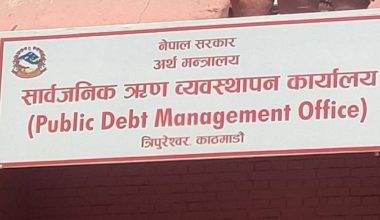 नेपाल सरकार
अर्थ मन्त्रालय
सार्वजनिक ऋण व्यवस्थापन कार्यालय
(Public Debt Management Office)
त्रिपुरेश्वर, काठमाडौं